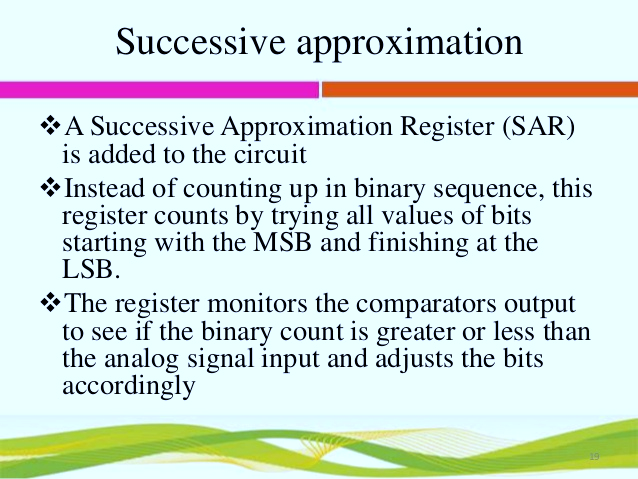 Successive approximation
❖A Successive Approximation Register (SAR)
is added to the circuit
❖Instead of counting up in binary sequence, this
register counts by trying all values of bits
starting with the MSB and finishing at the
LSB.
❖The register monitors the comparators output
to see if the binary count is greater or less than
the analog signal input and adjusts the bits
accordingly
19